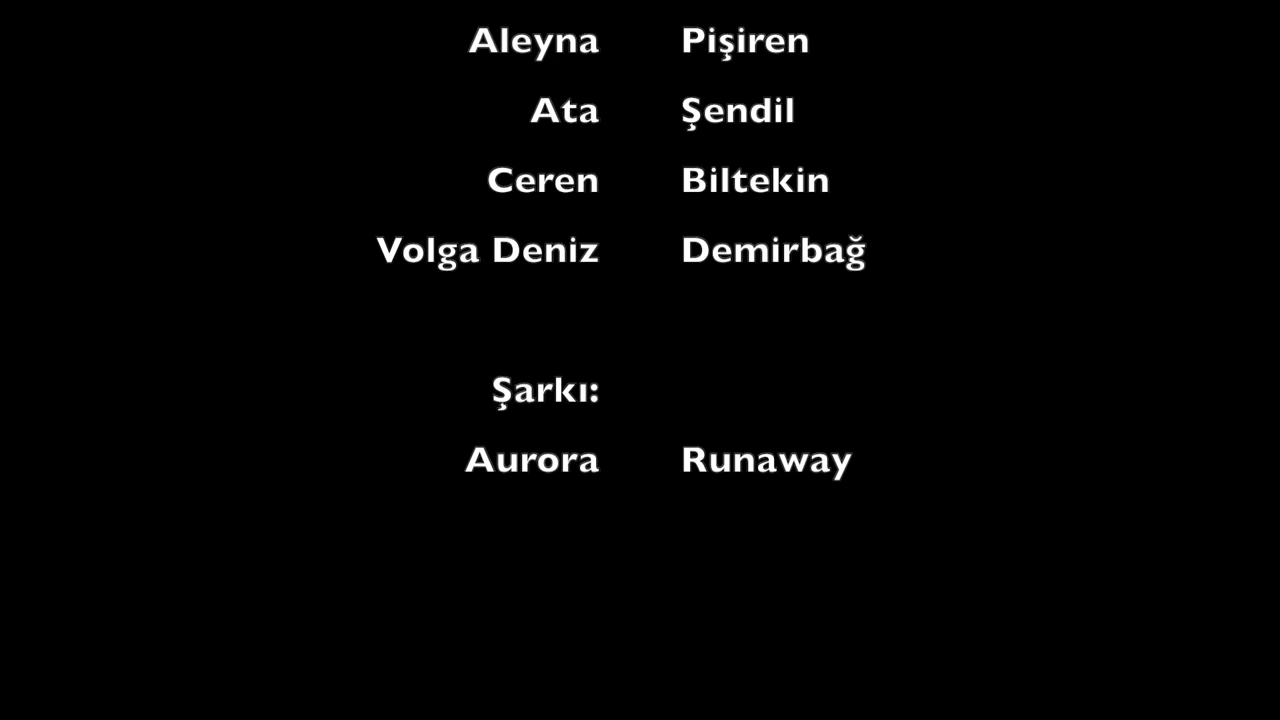 Aleyna Pişiren
Ata Şendil
Ceren Biltekin
Volga Deniz Demirbağ
Şarkı:
Aurora Runaway